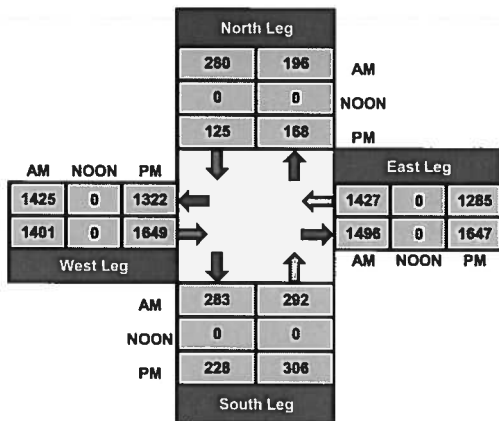 North Leg
280 196 AM
0 0 NOON
125 168 PM
AM NOON PM
East Leg
1425 0 1322
1427 0 1285
1401 0 1649
1496 0 1647
West Leg
AM NOON PM
AM 283 292
NOON 0 0
PM 228 306
South Leg